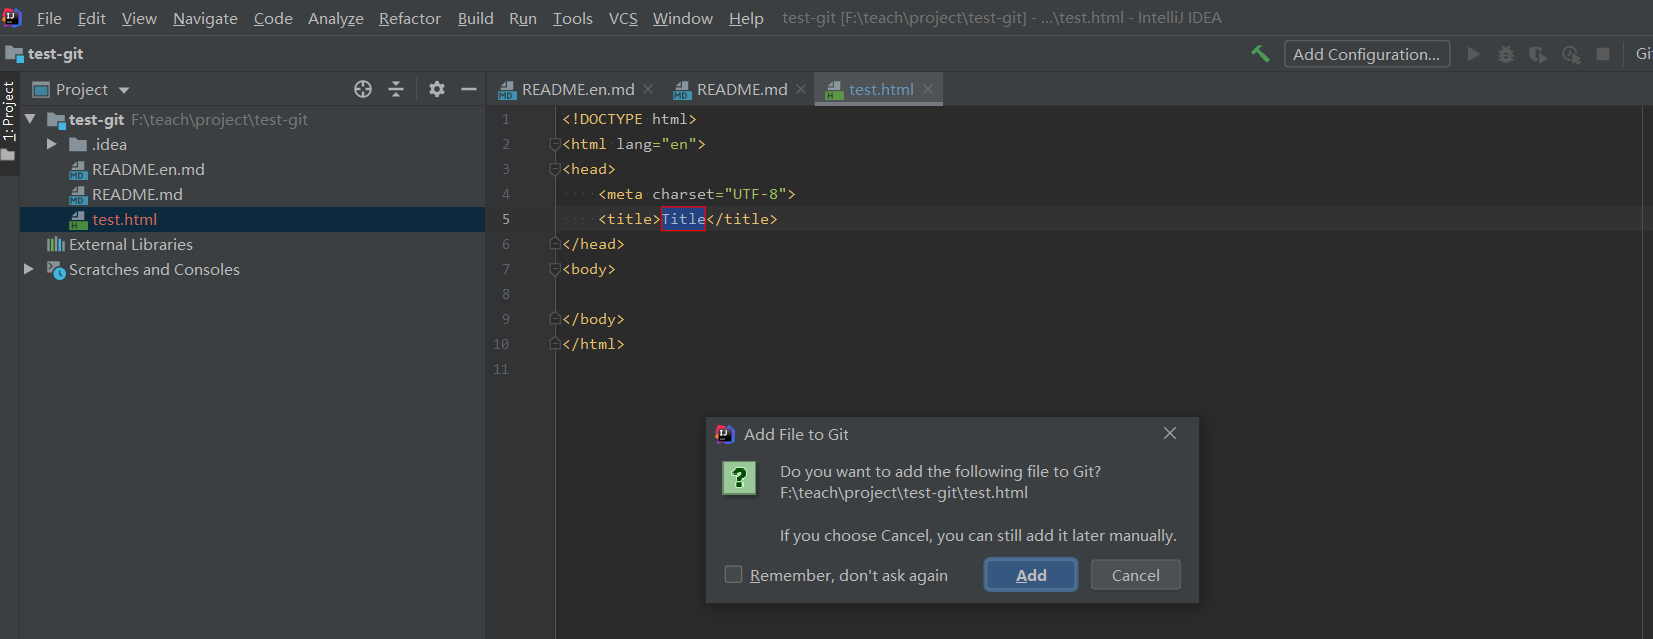 File Edit View Navigate Code Analyze Refactor Build Run Tools VCS Window Help test-git [F:\teach\project\test-git] - ...\test.html - IntelliJ IDEA
test-git Add Configuration... Git
1: Project
Project README.en.md README.md test.html
test-git F:\teach\project\test-git
.idea
README.en.md
README.md
test.html
External Libraries
Scratches and Consoles
1 <!DOCTYPE html>
2 <html lang="en">
3 <head>
4 <meta charset="UTF-8">
5 <title>Title</title>
6 </head>
7 <body>
8
9 </body>
10 </html>
11
Add File to Git
Do you want to add the following file to Git?
F:\teach\project\test-git\test.html
If you choose Cancel, you can still add it later manually.
Remember, don't ask again Add Cancel